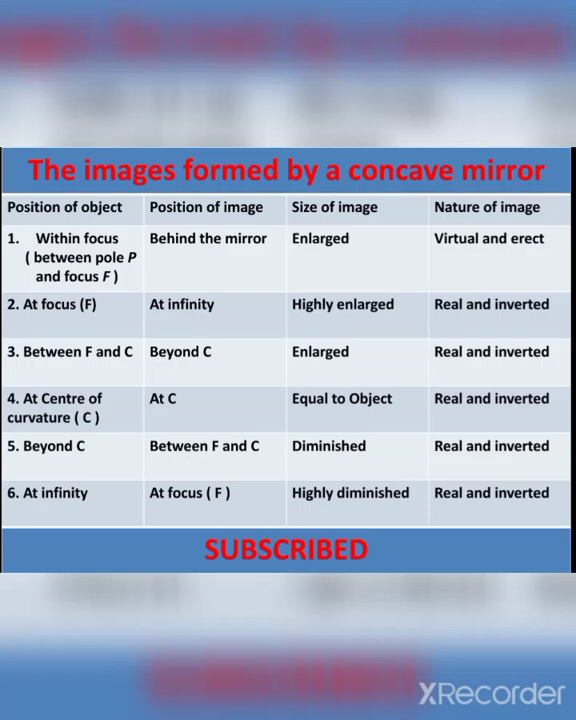 The images formed by a concave mirror
Position of object Position of image Size of image Nature of image
1. Within focus Behind the mirror Enlarged Virtual and erect
( between pole P
and focus F )
2. At focus (F) At infinity Highly enlarged Real and inverted
3. Between F and C Beyond C Enlarged Real and inverted
4. At Centre of At C Equal to Object Real and inverted
curvature ( C )
5. Beyond C Between F and C Diminished Real and inverted
6. At infinity At focus ( F ) Highly diminished Real and inverted
SUBSCRIBED
XRecorder